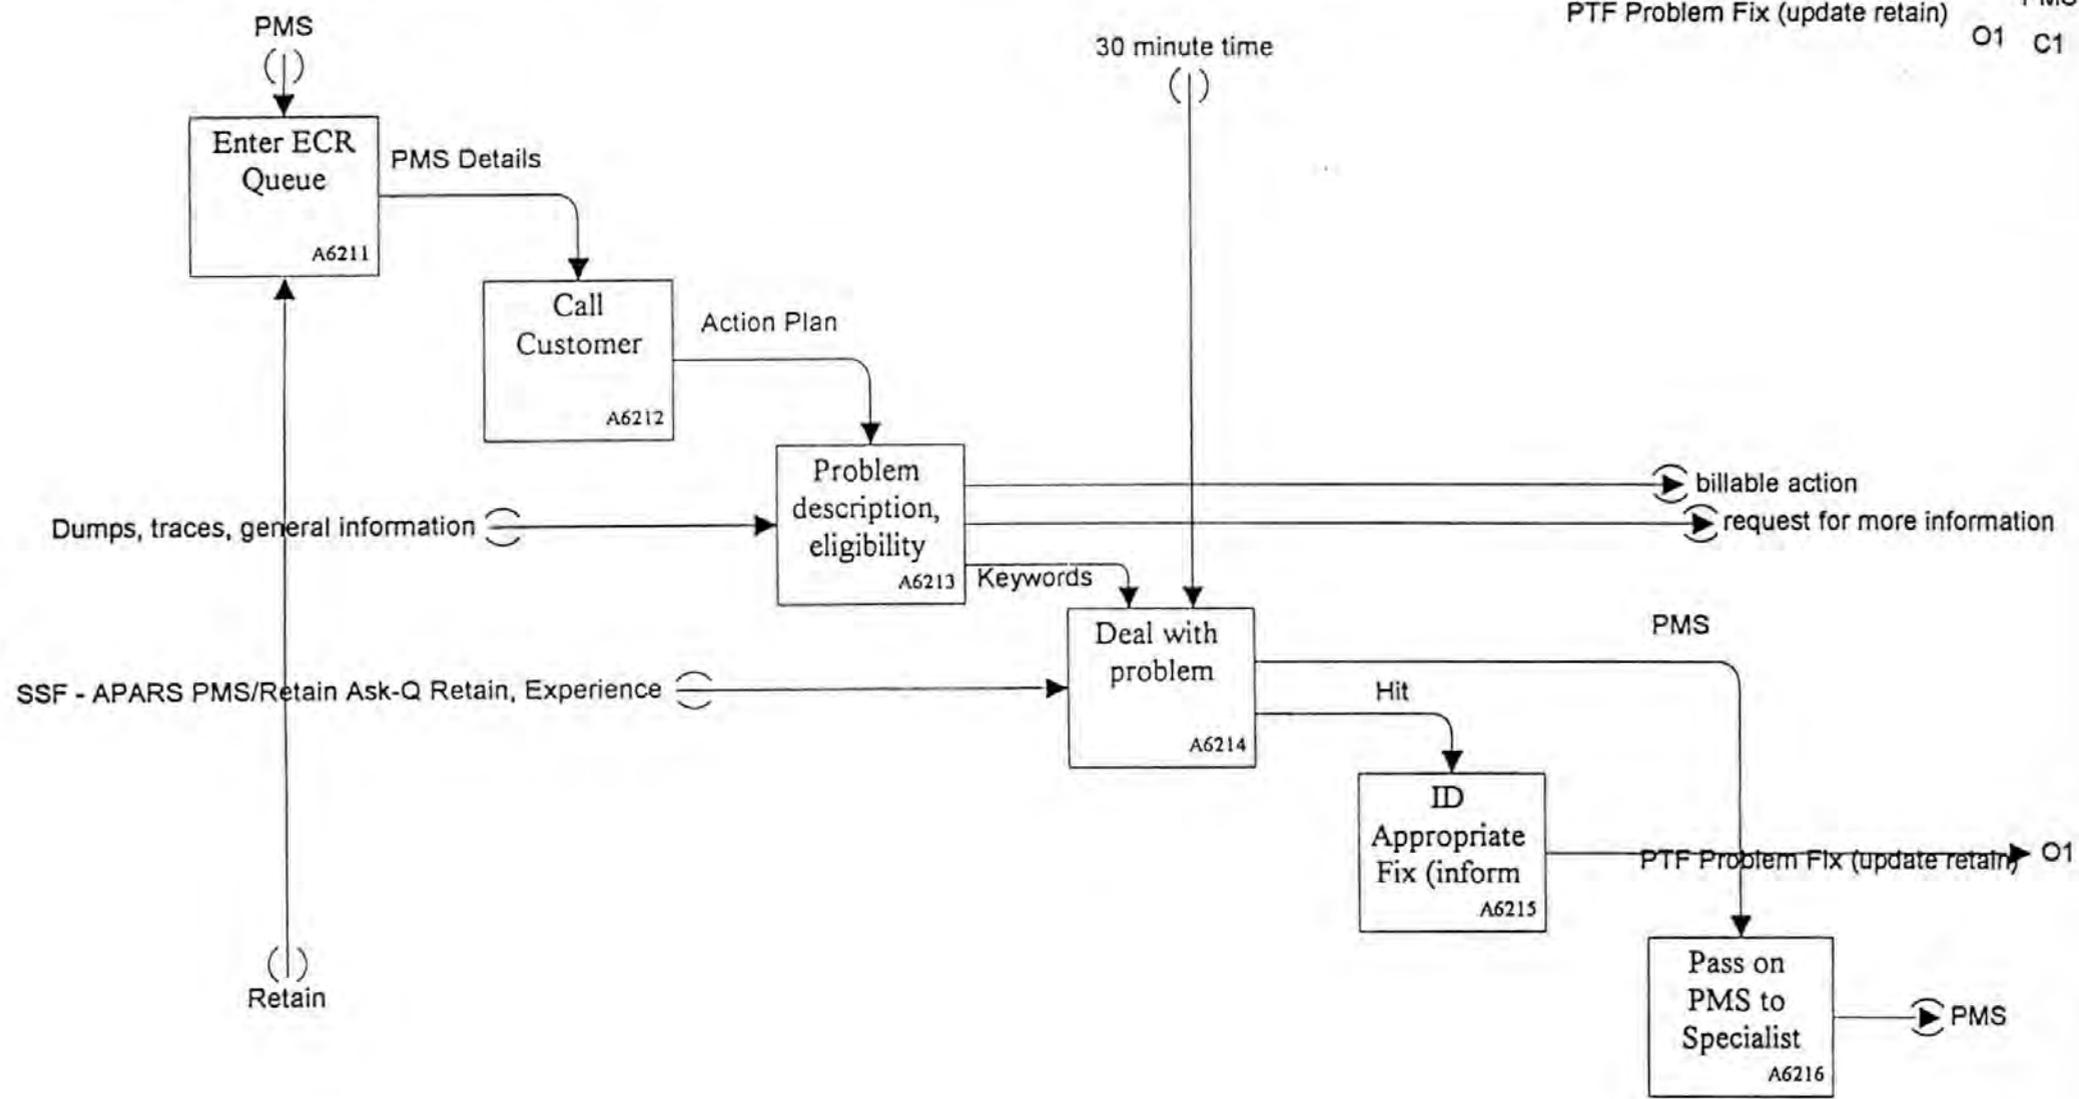 PMS
PTF Problem Fix (update retain)
O1
C1
30 minute time
Enter ECR
Queue
A6211
PMS Details
Call
Customer
A6212
Action Plan
Problem
description,
eligibility
A6213
billable action
request for more information
Dumps, traces, general information
Keywords
Deal with
problem
A6214
PMS
SSF - APARS PMS/Retain Ask-Q Retain, Experience
Hit
ID
Appropriate
Fix (inform
A6215
PTF Problem Fix (update retain)
O1
Retain
Pass on
PMS to
Specialist
A6216
PMS